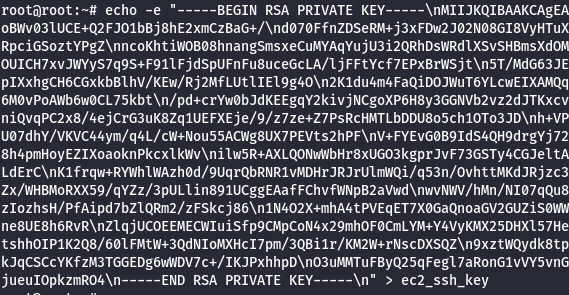 root@root:~# echo -e "-----BEGIN RSA PRIVATE KEY-----\nMIIJKQIBAAKCAgEA
oBWv03lUCE+Q2FJO1bBj8hE2xmCzBaG+/\nd070FfnZDSeRM+j3xFDw2J02N08GI8VyHTuX
RpciGSoztYPgZ\nncoKhtiWOB08hnangSmsxeCuMYAqYujU3i2QRhDsWRdlXSvSHBmsXdOM
OUICH7xvJWYyS7q9S+F91lFjdSpUFnFu8uceGcLA/ljFFtYcf7EPxBrWSjt\n5T/MdG63JE
pIXxhgCH6CGxkbBlhV/KEw/Rj2MfLUtlIEl9g4O\n2K1du4m4FaQiDOJWuT6YLcwEIXAMQq
6M0vPoAWb6w0CL75kbt\n/pd+crYw0bJdKEEgqY2kivjNCgoXP6H8y3GGNVb2vz2dJTKxcv
niQvqPC2x8/4ejCrG3uK8Zq1UEFXEje/9/z7ze+Z7PsRcHMTLbDDU8o5ch1OTo3JD\nh+VP
U07dhY/VKVC44ym/q4L/cW+Nou55ACWg8UX7PEVts2hPF\nV+FYEvG0B9IdS4QH9drgYj72
8h4pmHoyEZIXoaoknPkcxlkWv\nilw5R+AXLQONwWbHr8xUGO3kgprJvF73GSTy4CGJeltA
LdErC\nK1frqw+RYWhlWAzh0d/9UqrQbRNR1vMDHrJRJrUlmWQi/q53n/OvhttMKdJRjzc3
Zx/WHBMoRXX59/qYZz/3pULlin891UCggEAafFChvfWNpB2aVwd\nwvNWV/hMn/NI07qQu8
zIozhsH/PfAipd7bZlQRm2/zFSkcj86\n1N4O2X+mhA4tPVEqET7X0GaQnoaGV2GUZiS0WW
ne8UE8h6RvR\nZlqjUCOEEMECWIuiSfp9CMpCoN4x29mhOF0CmLYM+Y4VyKMX25DHXl57He
tshhOIP1K2Q8/60lFMtW+3QdNIoMXHcI7pm/3QBi1r/KM2W+rNscDXSQZ\n9xztWQydk8tp
kJqCSCcYKfzM3TGGEDg6wWDV7c+/IKJPxhhpD\nO3uMMTuFByQ25qFegl7aRonG1vVY5vnG
jueuIOpkzmRO4\n-----END RSA PRIVATE KEY-----\n" > ec2_ssh_key